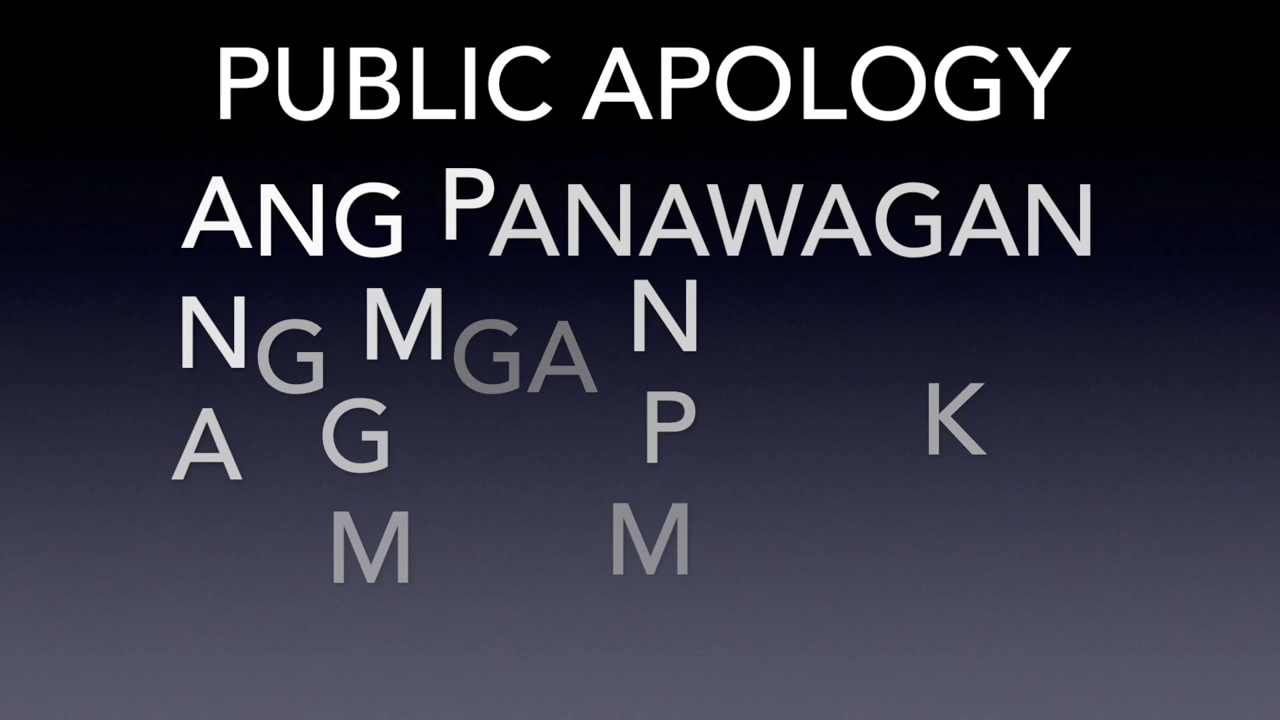 PUBLIC APOLOGY
ANG PANAWAGAN
NG MGA N
A G P K
M M